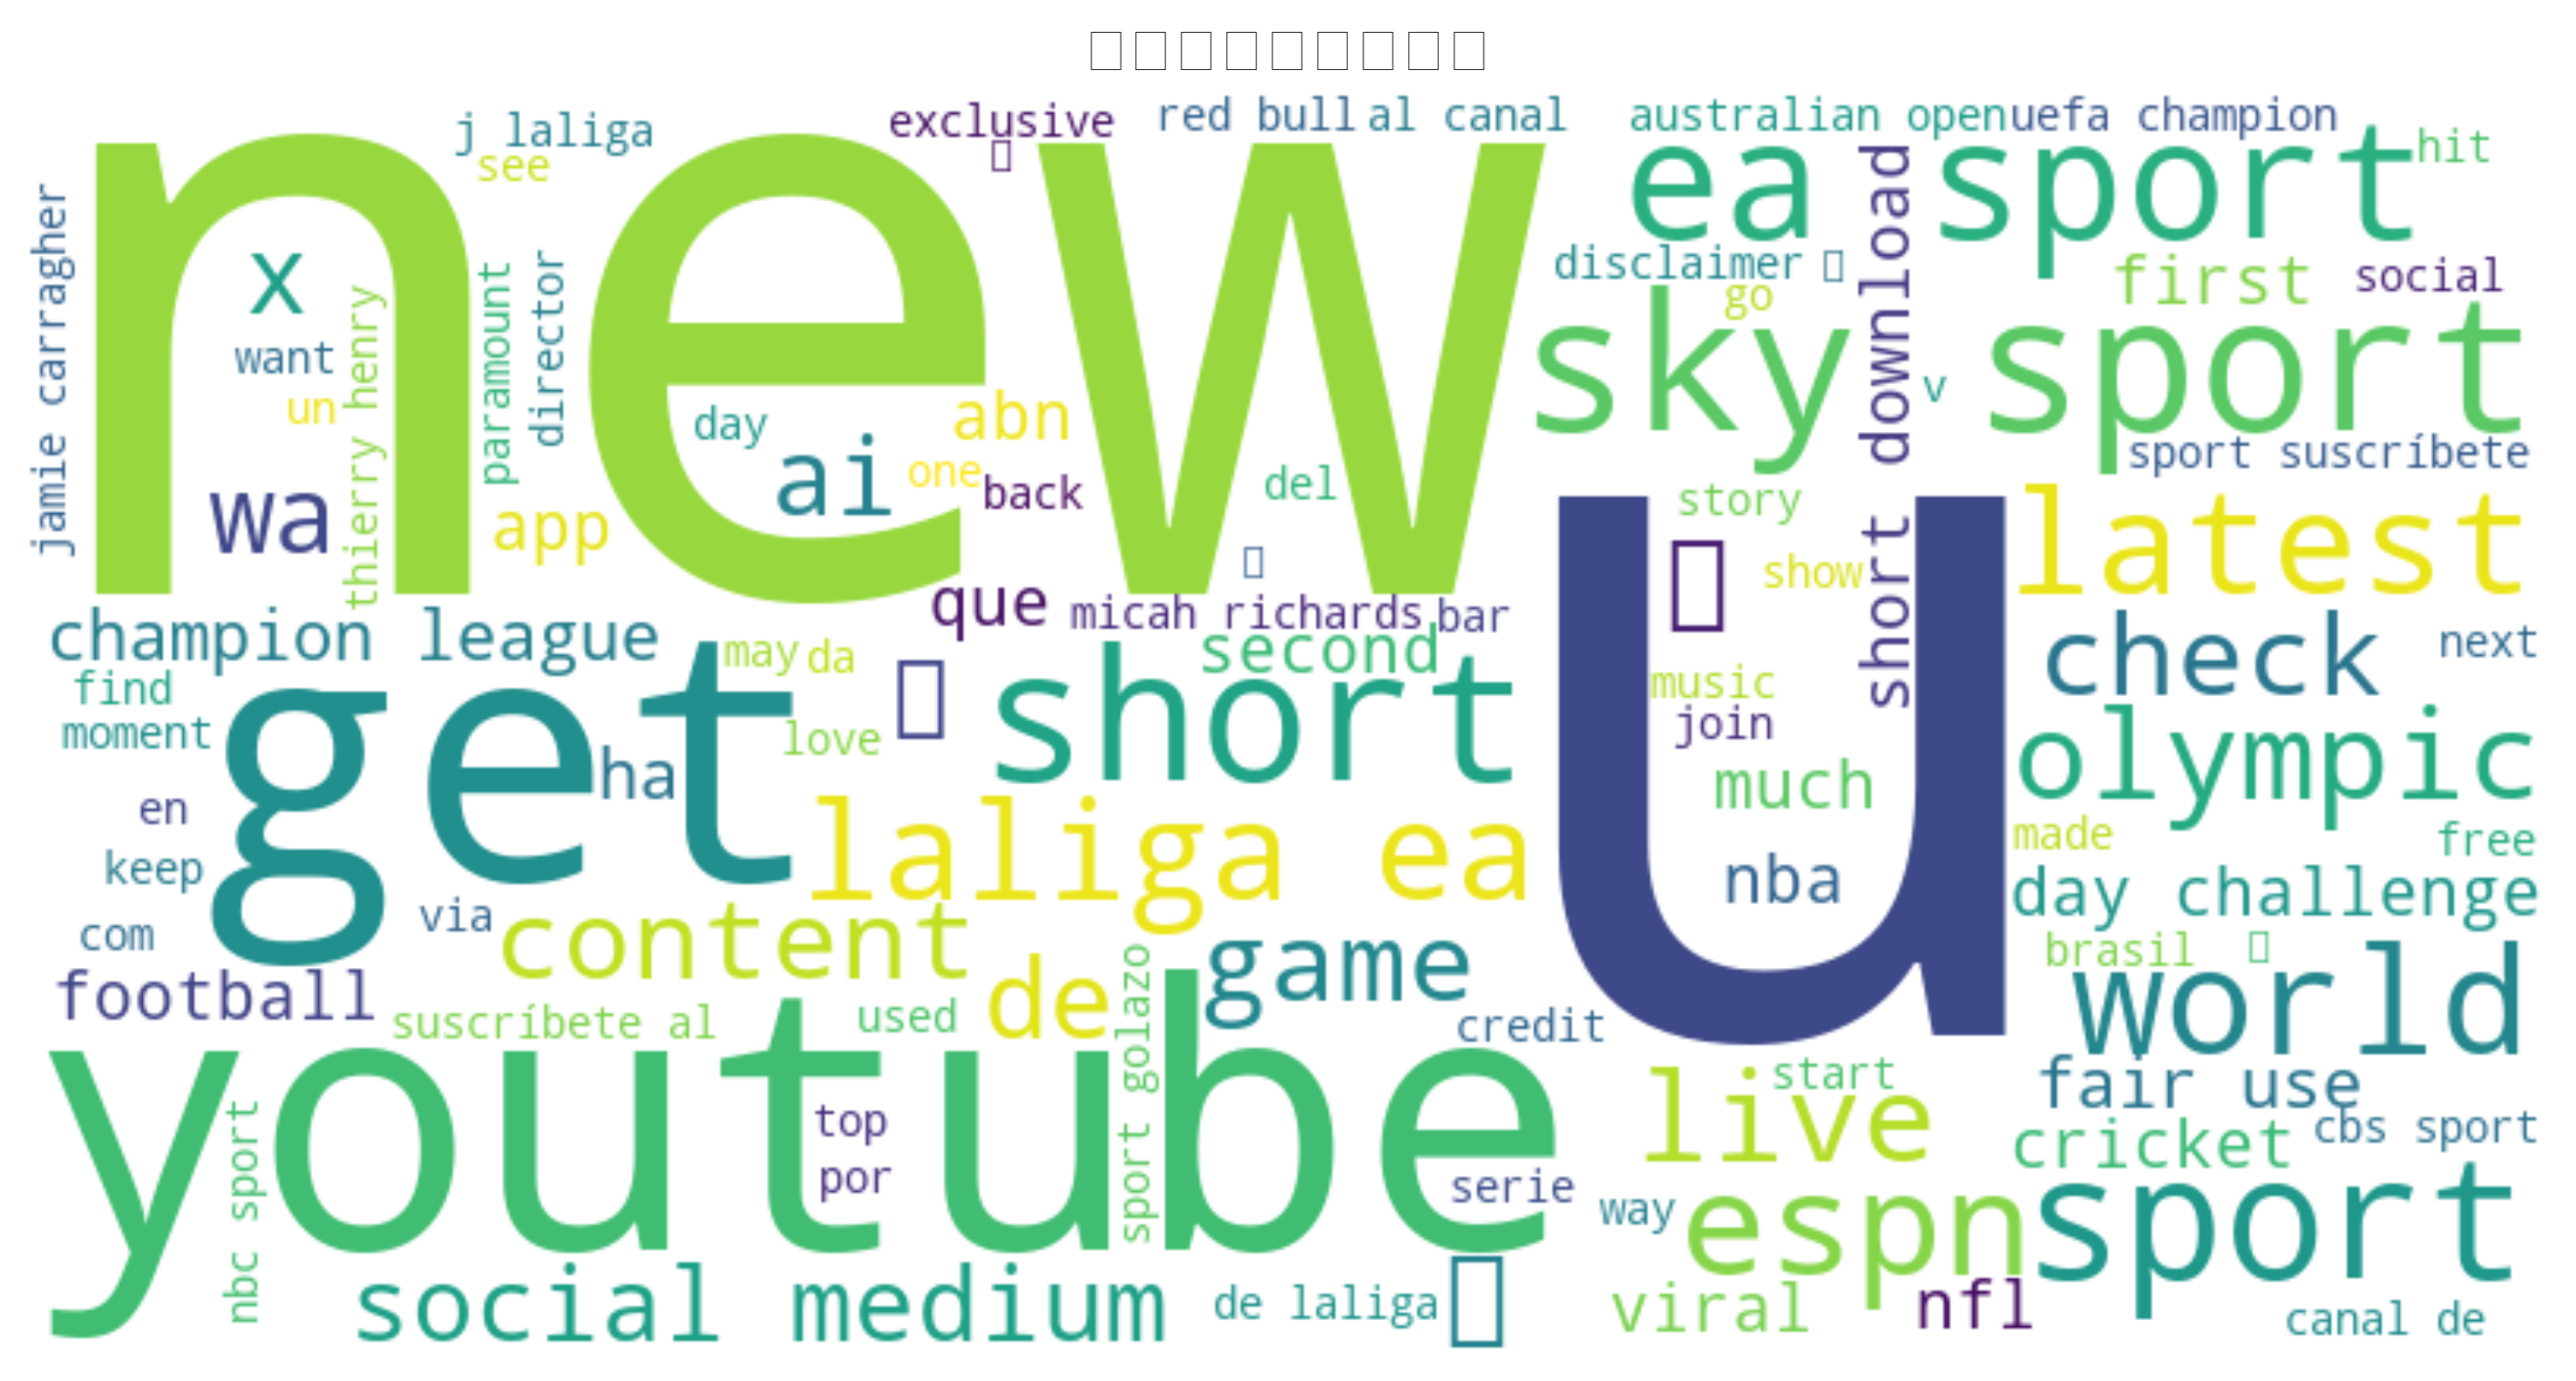 j laliga
exclusive
red bull
al canal
australian open
uefa champion
see
ea sport
hit
jamie carragher
x
thierry henry
paramount
director
disclaimer
short download
first
social
go
want
sky sport
v
un
day
abn
sport suscríbete
ai
one
back
del
story
latest
wa
app
new
u
show
que
micah richards
bar
champion league
may
da
second
check
next
find
get
short
music
moment
love
join
olympic
ha
much
en
laliga ea
made
free
keep
nba
day challenge
com
via
content
game
brasil
football
suscríbete al
used
de
sport golazo
credit
world
youtube
live
start
fair use
top
cricket
cbs sport
nbc sport
por
serie
way
espn
sport
social medium
de laliga
viral
nfl
canal de